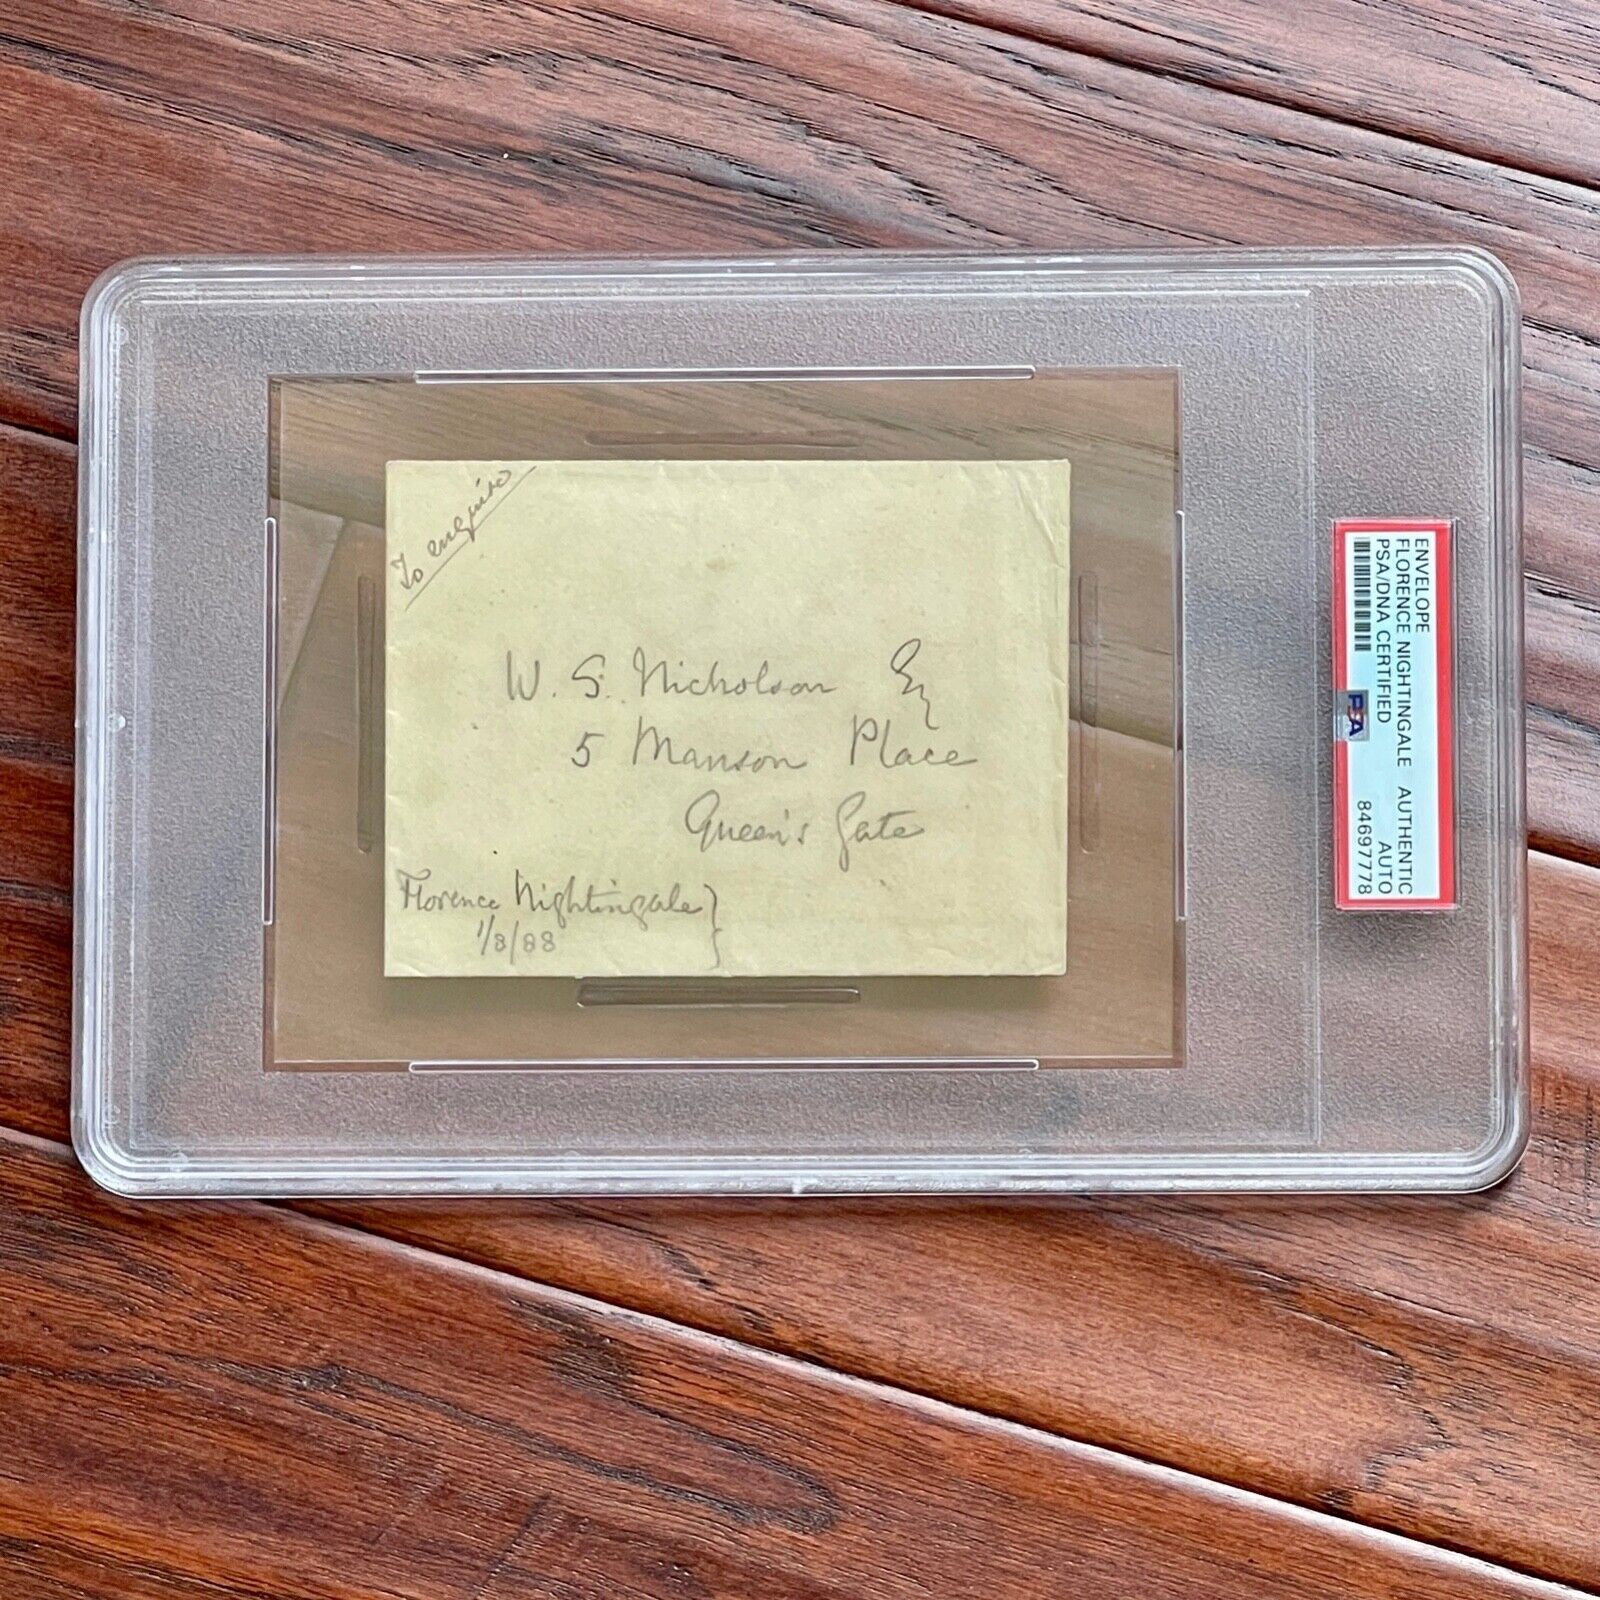 To enquire
W. G. Nicholson Esq
5 Manson Place
Queen's Gate
Florence Nightingale }
1/8/88
ENVELOPE
FLORENCE NIGHTINGALE AUTHENTIC
AUTO
PSA/DNA CERTIFIED 84697778
PSA